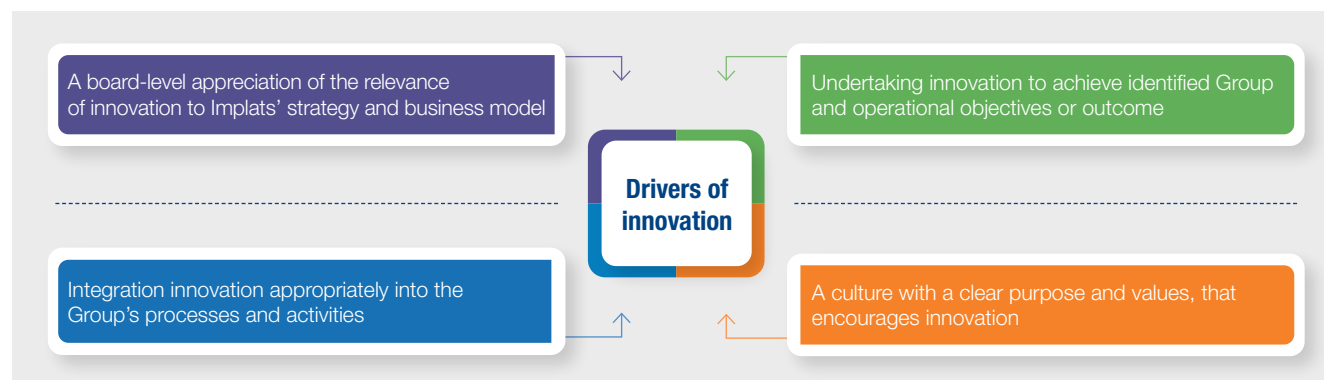 A board-level appreciation of the relevance
of innovation to Implats' strategy and business model
Undertaking innovation to achieve identified Group
and operational objectives or outcome
Drivers of
innovation
Integration innovation appropriately into the
Group's processes and activities
A culture with a clear purpose and values, that
encourages innovation